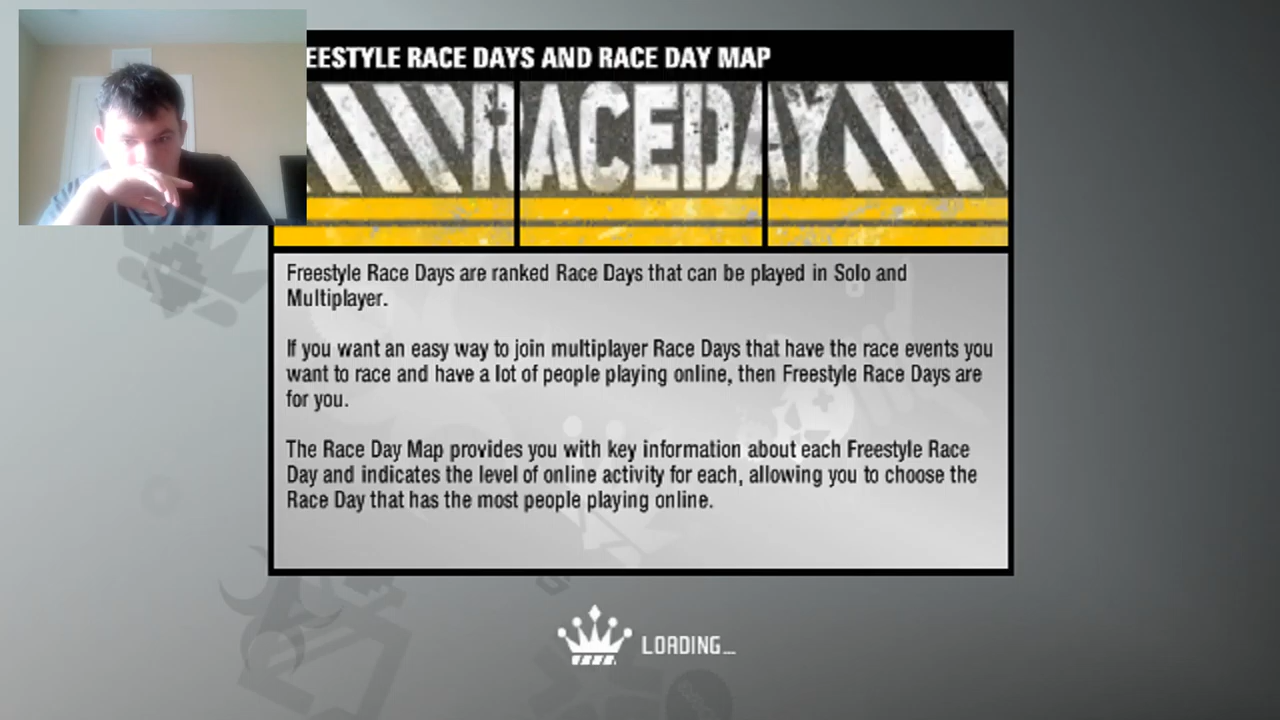 EESTYLE RACE DAYS AND RACE DAY MAP
RACEDAY
Freestyle Race Days are ranked Race Days that can be played in Solo and
Multiplayer.
If you want an easy way to join multiplayer Race Days that have the race events you
want to race and have a lot of people playing online, then Freestyle Race Days are
for you.
The Race Day Map provides you with key information about each Freestyle Race
Day and indicates the level of online activity for each, allowing you to choose the
Race Day that has the most people playing online.
LOADING...